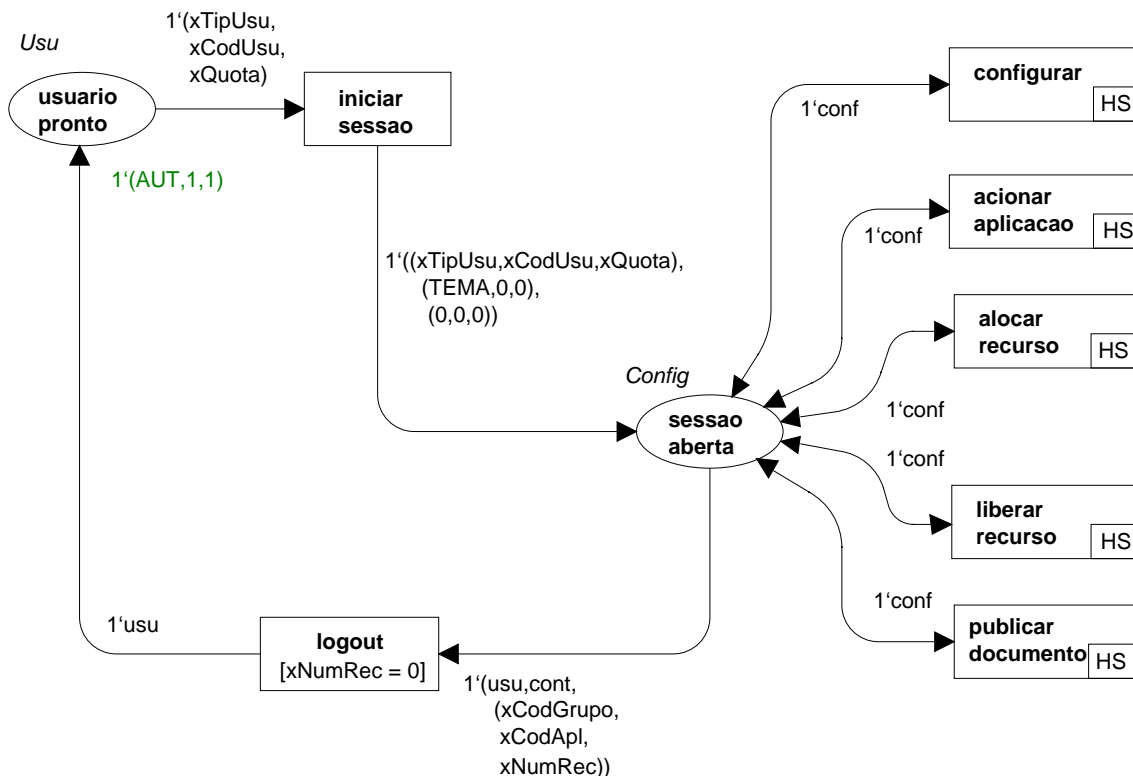 Usu
1‘(xTipUsu,
xCodUsu,
xQuota)
usuario
pronto
iniciar
sessao
1‘(AUT,1,1)
1‘((xTipUsu,xCodUsu,xQuota),
(TEMA,0,0),
(0,0,0))
Config
sessao
aberta
1‘conf
configurar
HS
1‘conf
acionar
aplicacao
HS
1‘conf
alocar
recurso
HS
1‘conf
liberar
recurso
HS
1‘conf
publicar
documento
HS
1‘usu
logout
[xNumRec = 0]
1‘(usu,cont,
(xCodGrupo,
xCodApl,
xNumRec))